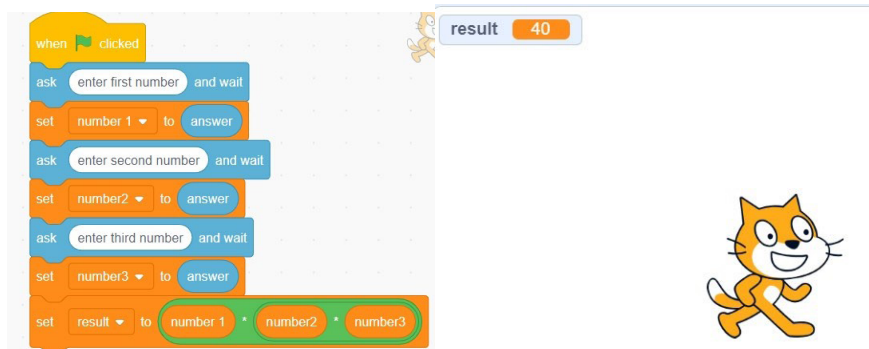 when clicked
ask enter first number and wait
set number 1 to answer
ask enter second number and wait
set number2 to answer
ask enter third number and wait
set number3 to answer
set result to number 1 * number2 * number3
result 40